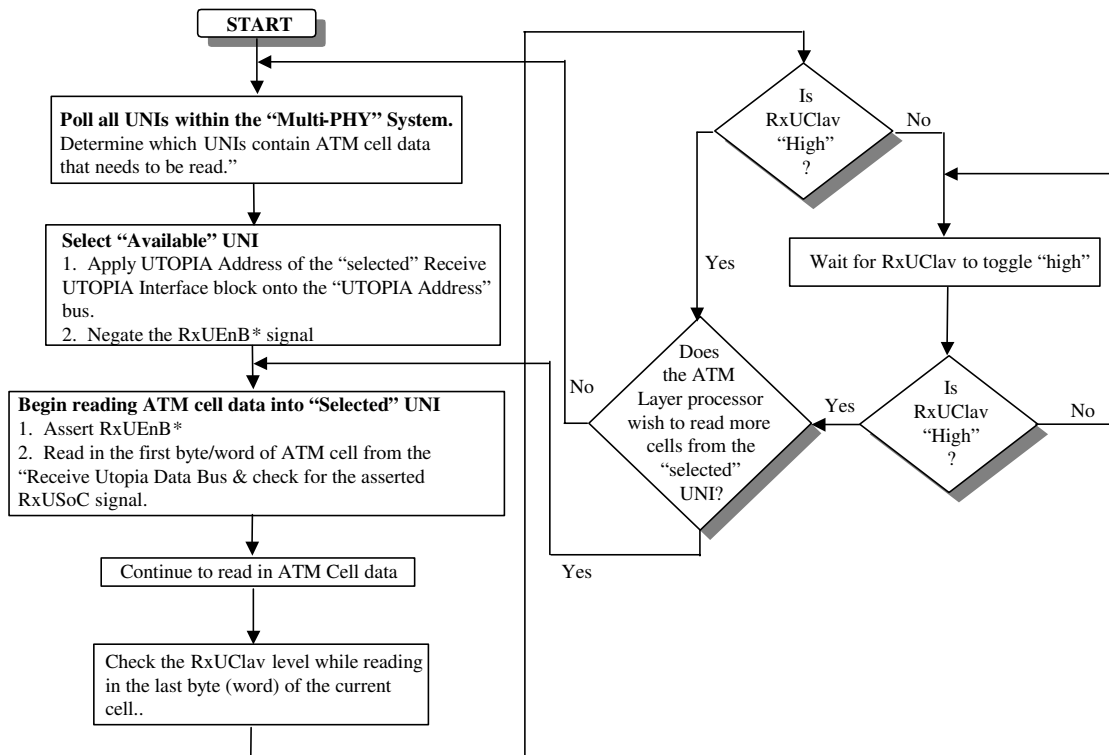 START
Poll all UNIs within the “Multi-PHY” System.
Determine which UNIs contain ATM cell data
that needs to be read.”
Select “Available” UNI
1. Apply UTOPIA Address of the “selected” Receive
UTOPIA Interface block onto the “UTOPIA Address”
bus.
2. Negate the RxUEnB* signal
Begin reading ATM cell data into “Selected” UNI
1. Assert RxUEnB*
2. Read in the first byte/word of ATM cell from the
“Receive Utopia Data Bus & check for the asserted
RxUSoC signal.
Continue to read in ATM Cell data
Check the RxUClav level while reading
in the last byte (word) of the current
cell..
Is
RxUClav
“High”
?
No
Yes
Wait for RxUClav to toggle “high”
Is
RxUClav
“High”
?
No
Yes
Does
the ATM
Layer processor
wish to read more
cells from the
“selected”
UNI?
No
Yes